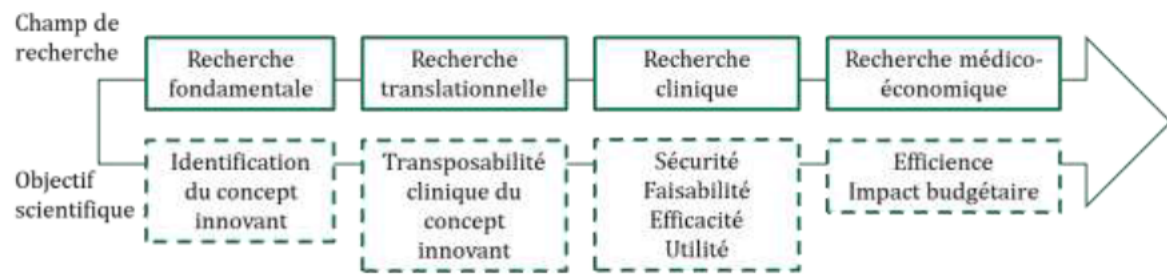 Champ de
recherche
Recherche
fondamentale
Recherche
translationnelle
Recherche
clinique
Recherche médico-
économique
Objectif
scientifique
Identification
du concept
innovant
Transposabilité
clinique du
concept
innovant
Sécurité
Faisabilité
Efficacité
Utilité
Efficience
Impact budgétaire